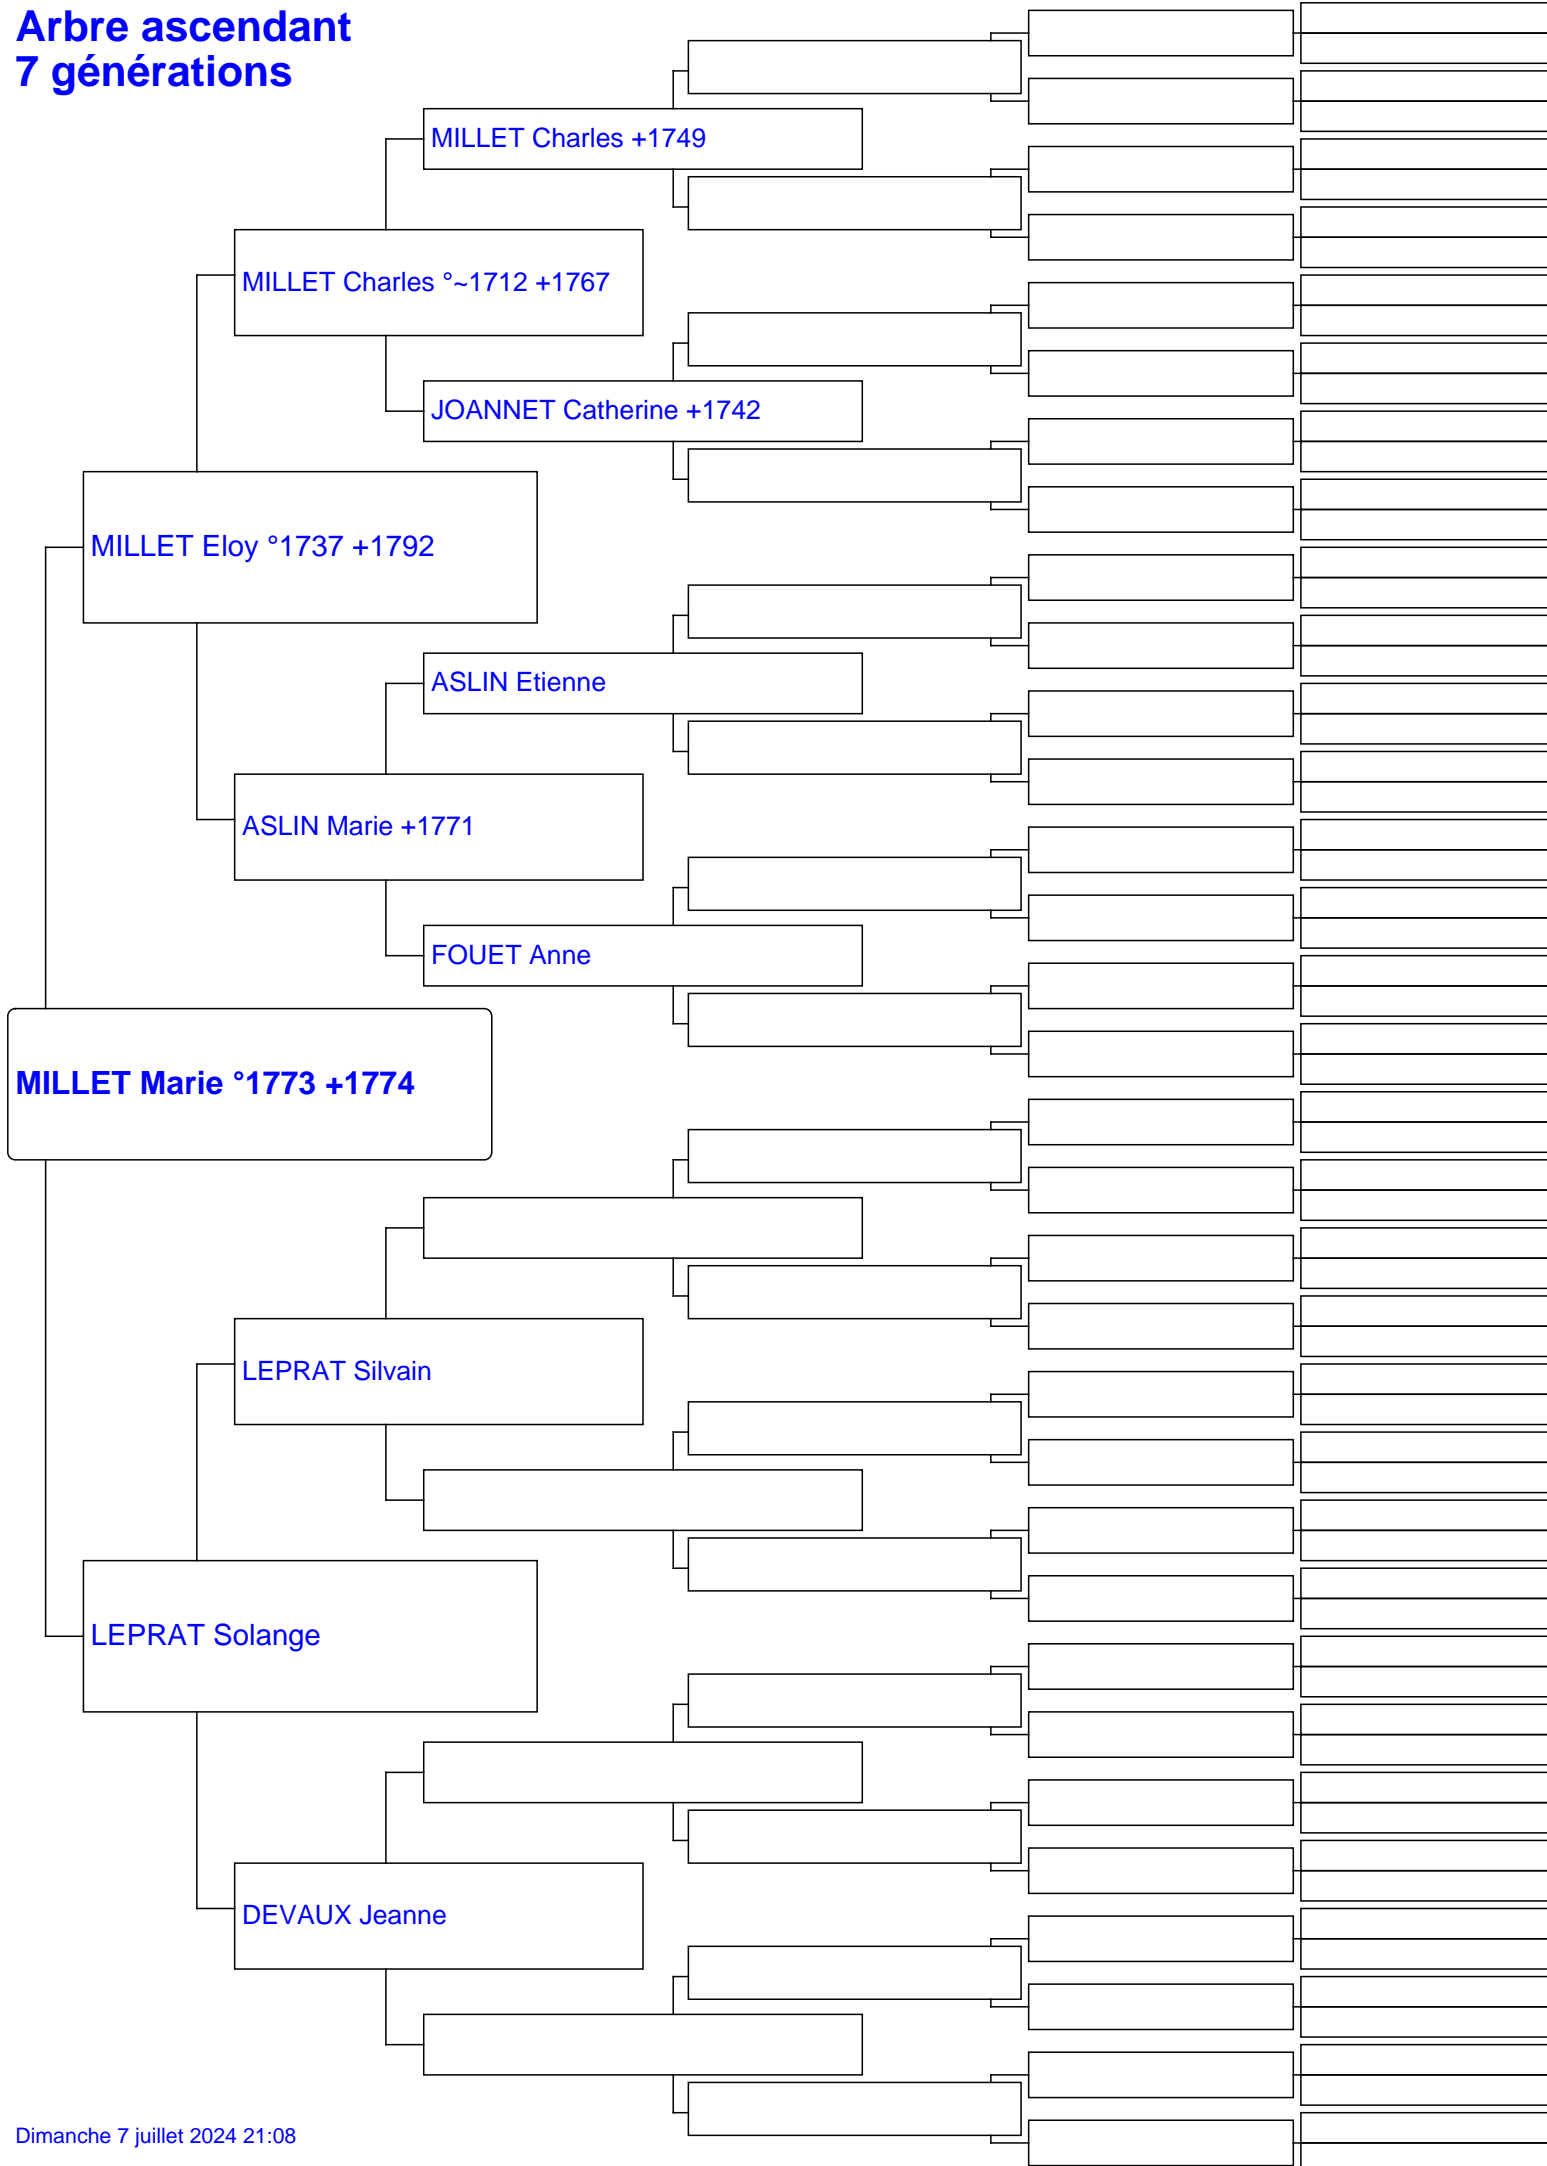 Arbre ascendant
7 générations
MILLET Charles +1749
MILLET Charles °~1712 +1767
JOANNET Catherine +1742
MILLET Eloy °1737 +1792
ASLIN Etienne
ASLIN Marie +1771
FOUET Anne
MILLET Marie °1773 +1774
LEPRAT Silvain
LEPRAT Solange
DEVAUX Jeanne
Dimanche 7 juillet 2024 21:08